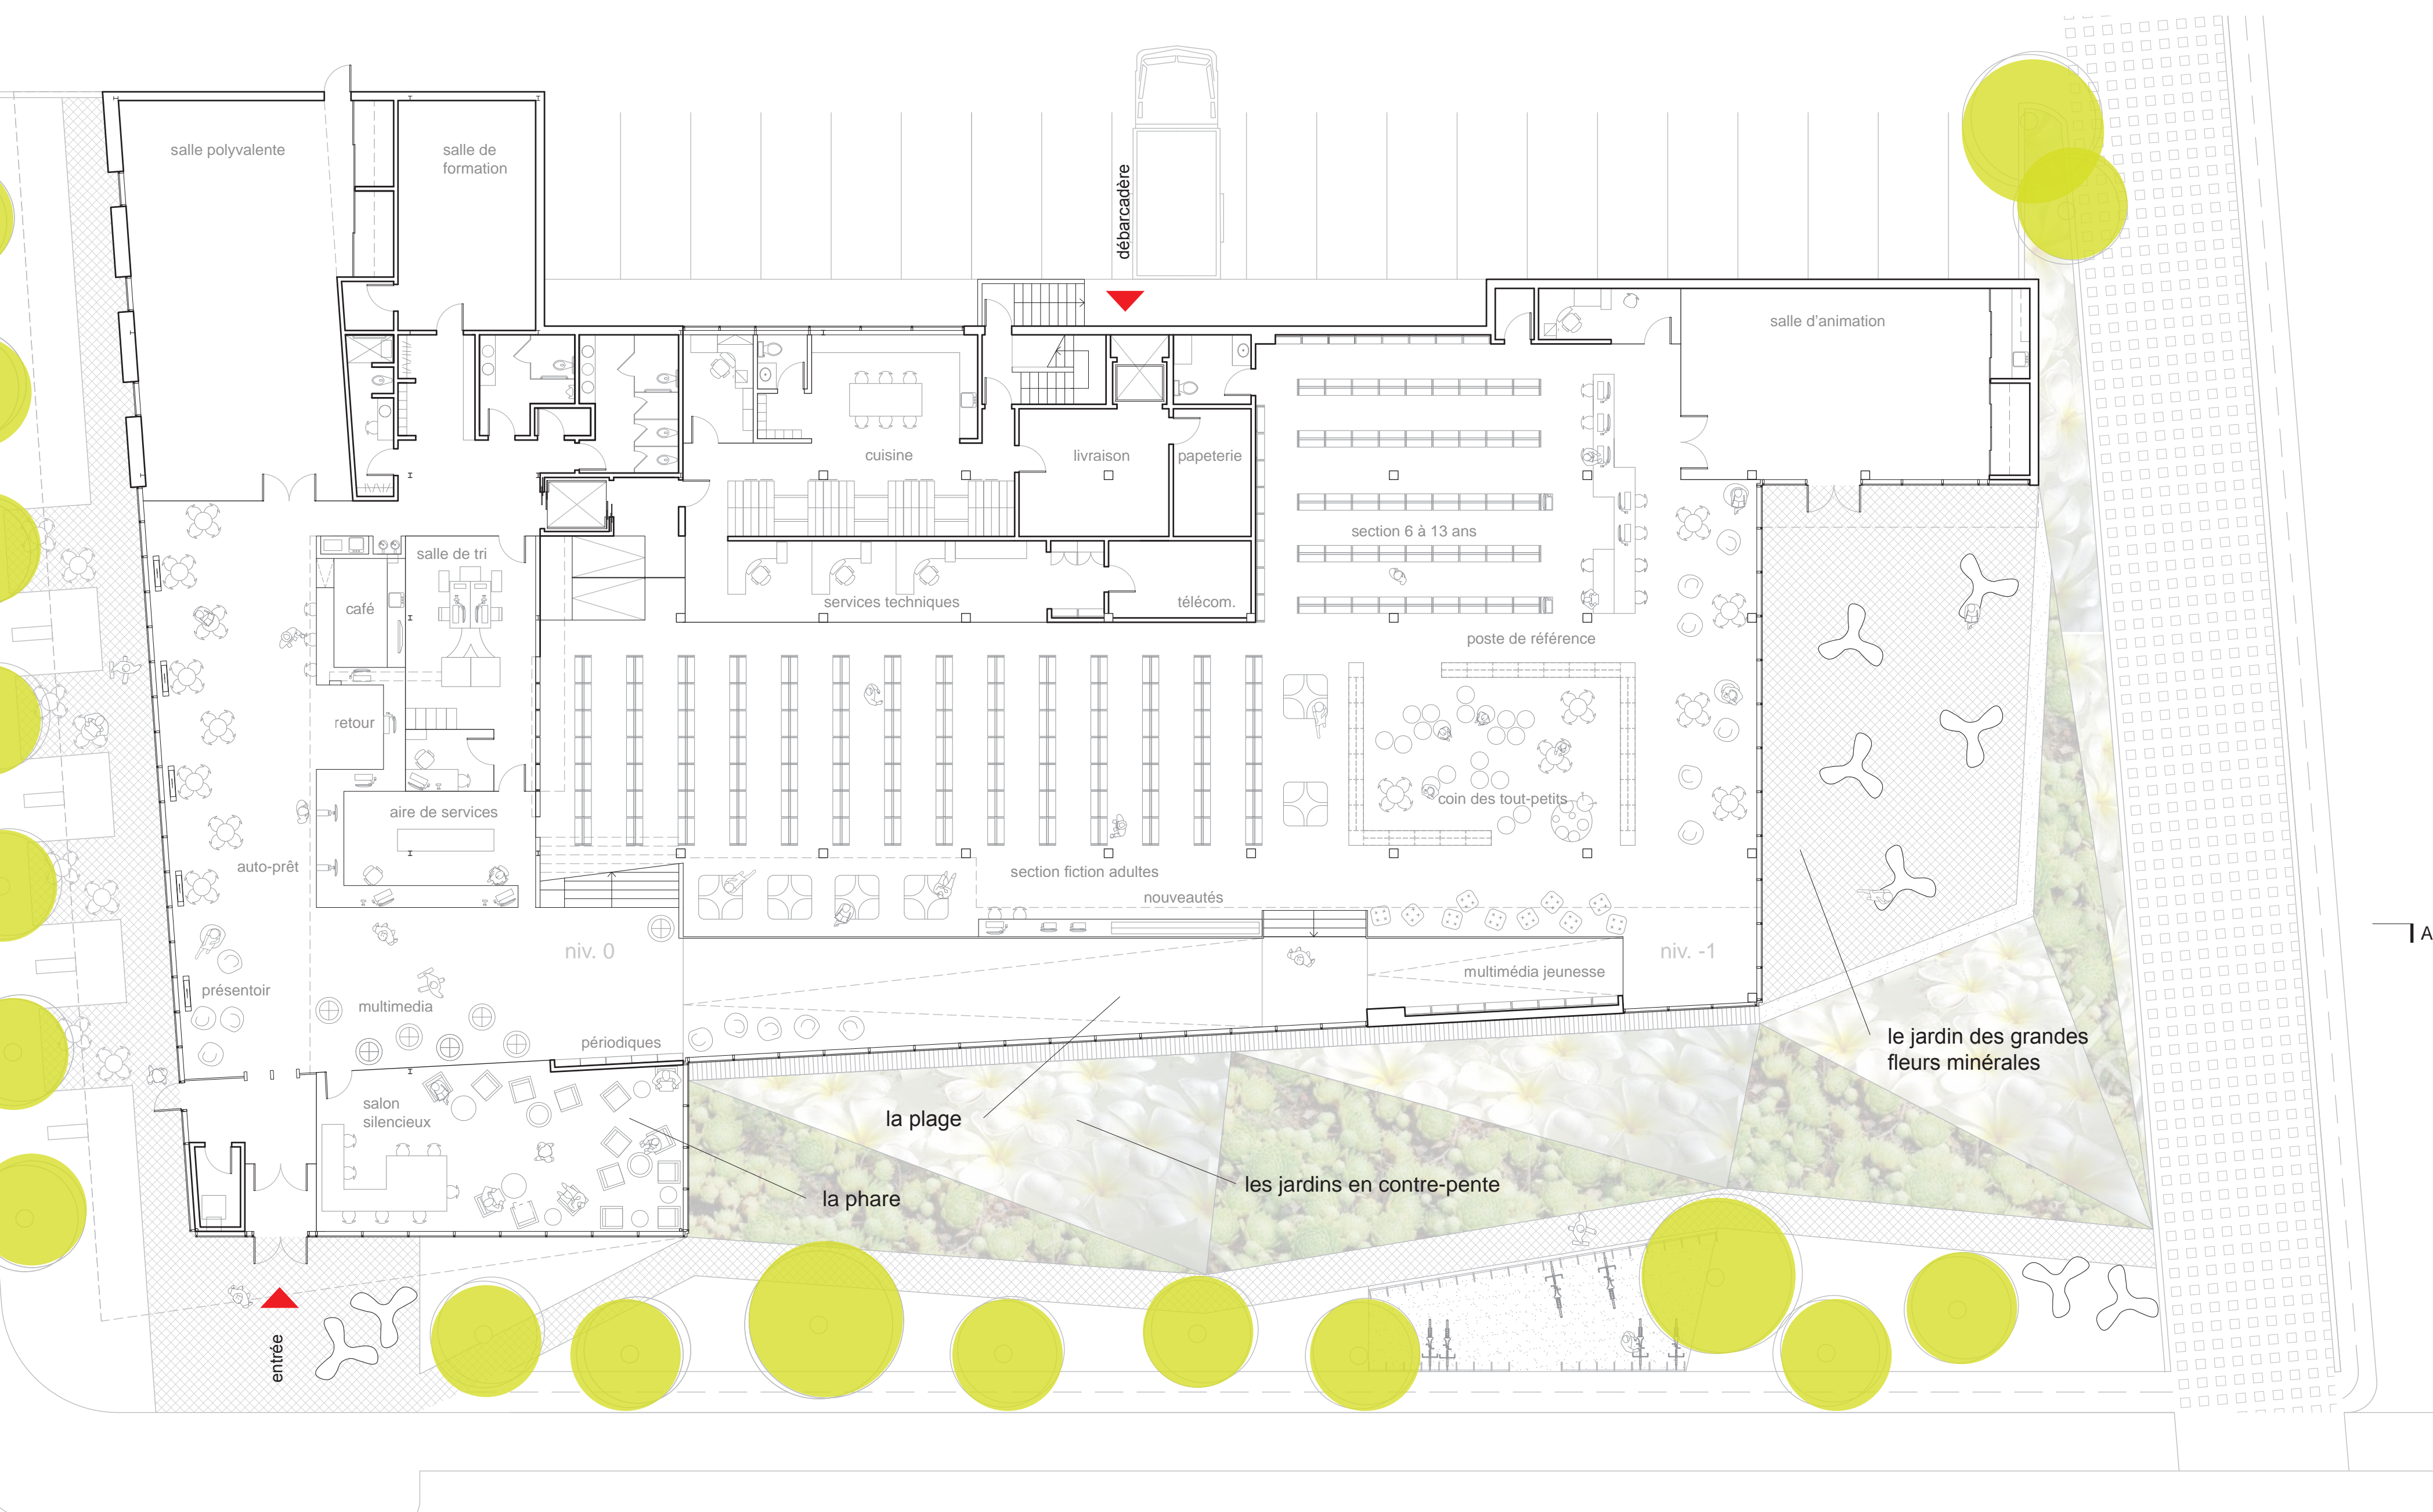 salle polyvalente
salle de
formation
débarcadère
salle d'animation
cuisine
livraison
papeterie
section 6 à 13 ans
salle de tri
café
services techniques
télécom.
poste de référence
retour
aire de services
coin des tout-petits
auto-prêt
section fiction adultes
nouveautés
niv. 0
niv. -1
A
présentoir
multimedia
multimédia jeunesse
périodiques
le jardin des grandes
fleurs minérales
salon
silencieux
la plage
la phare
les jardins en contre-pente
entrée